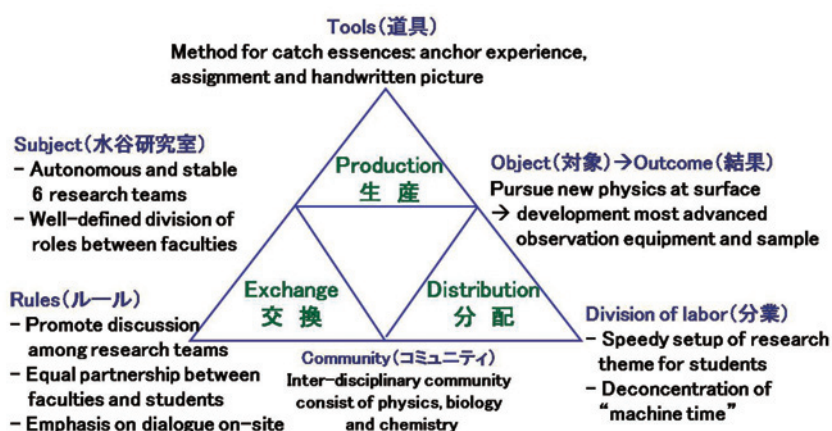 Tools(道具)
Method for catch essences: anchor experience,
assignment and handwritten picture
Subject(水谷研究室)
- Autonomous and stable
6 research teams
- Well-defined division of
roles between faculties
Production
生 産
Object(対象)→Outcome(結果)
Pursue new physics at surface
→ development most advanced
observation equipment and sample
Rules(ルール)
- Promote discussion
among research teams
- Equal partnership between
faculties and students
- Emphasis on dialogue on-site
Exchange
交 換
Distribution
分 配
Community(コミュニティ)
Inter-disciplinary community
consist of physics, biology
and chemistry
Division of labor(分業)
- Speedy setup of research
theme for students
- Deconcentration of
“machine time”